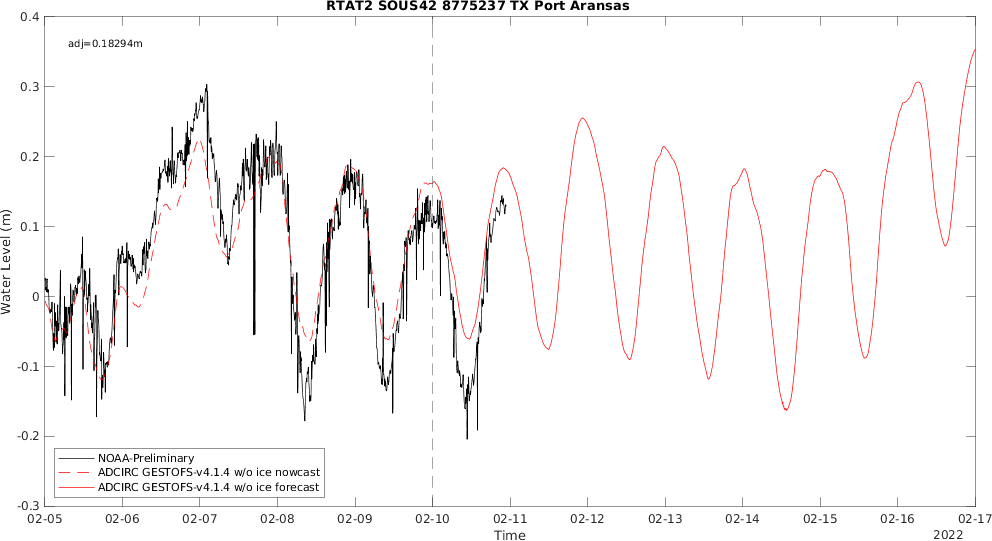 RTAT2 SOUS42 8775237 TX Port Aransas
adj=0.18294m
0.4
0.3
0.2
0.1
0
-0.1
-0.2
-0.3
Water Level (m)
NOAA-Preliminary
ADCIRC GESTOFS-v4.1.4 w/o ice nowcast
ADCIRC GESTOFS-v4.1.4 w/o ice forecast
02-05 02-06 02-07 02-08 02-09 02-10 02-11 02-12 02-13 02-14 02-15 02-16 02-17
Time
2022